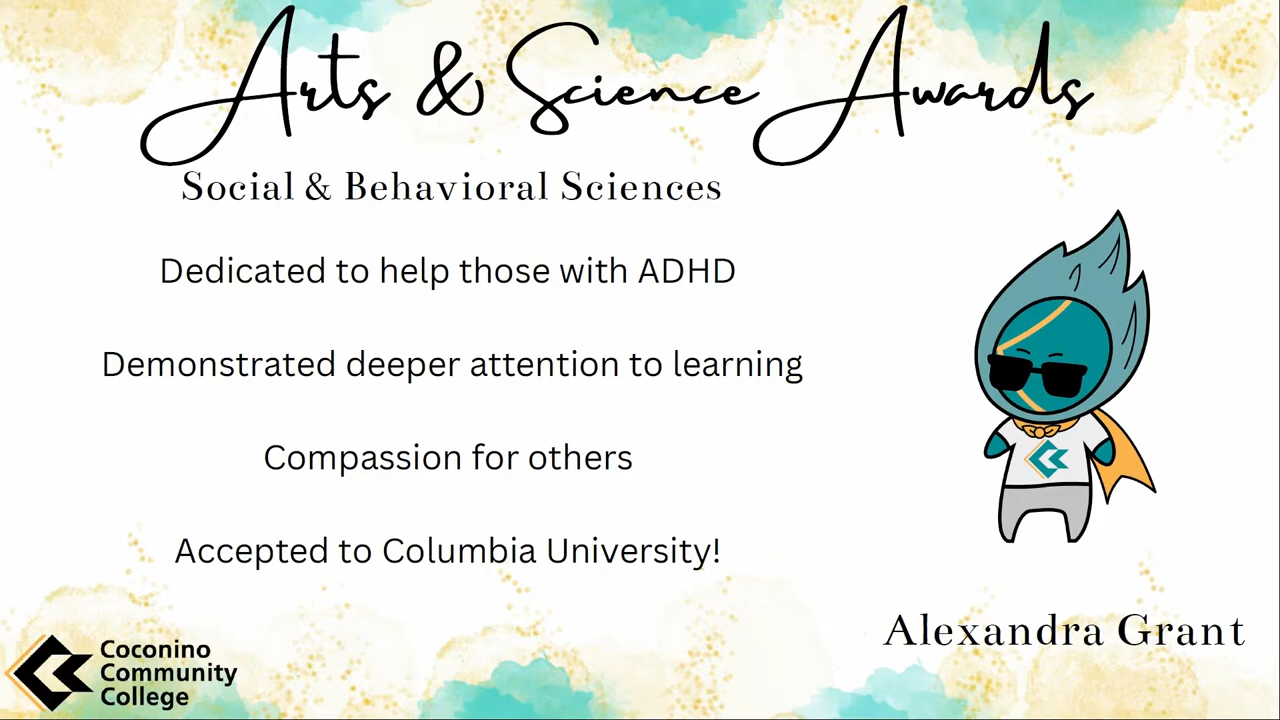 Arts & Science Awards
Social & Behavioral Sciences
Dedicated to help those with ADHD
Demonstrated deeper attention to learning
Compassion for others
Accepted to Columbia University!
Alexandra Grant
Coconino
Community
College